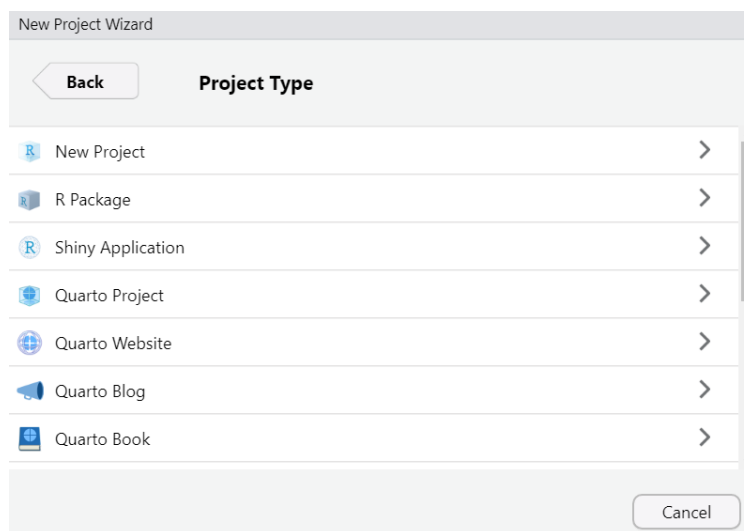 New Project Wizard
Back
Project Type
R New Project
R R Package
R Shiny Application
Quarto Project
Quarto Website
Quarto Blog
Quarto Book
Cancel